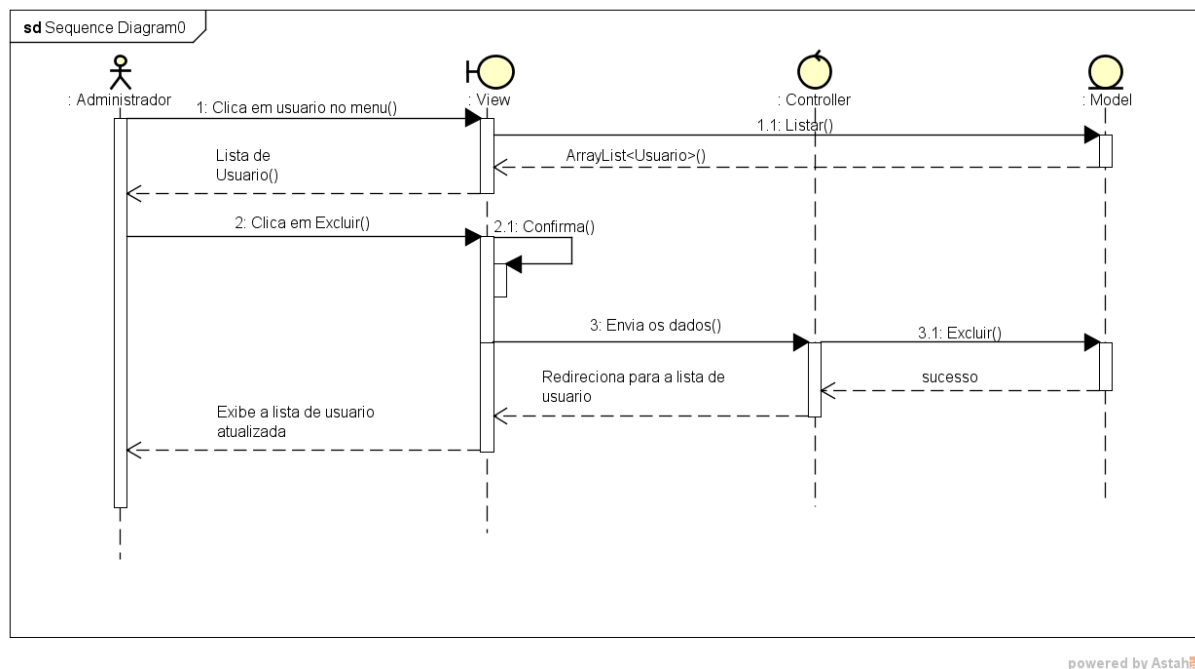 sd Sequence Diagram0
: Administrador
: View
: Controller
: Model
1: Clica em usuario no menu()
1.1: Listar()
ArrayList<Usuario>()
Lista de
Usuario()
2: Clica em Excluir()
2.1: Confirma()
3: Envia os dados()
3.1: Excluir()
sucesso
Redireciona para a lista de
usuario
Exibe a lista de usuario
atualizada
powered by Astah